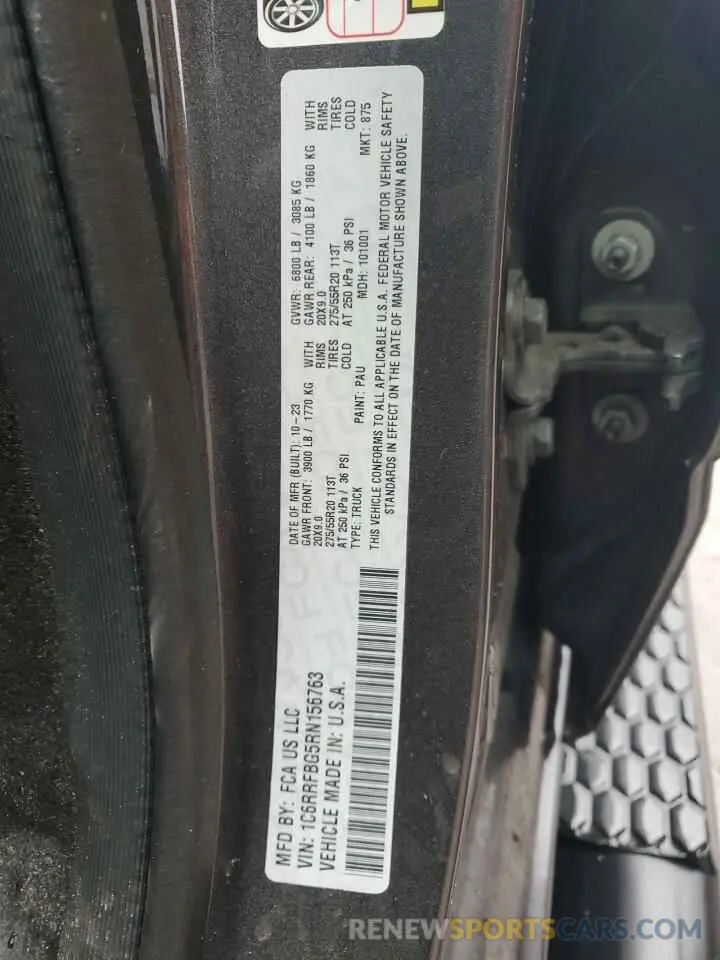 MFD BY: FCA US LLC
VIN: 1C6RRFBG5RN156763
VEHICLE MADE IN: U.S.A.
DATE OF MFR (BUILT): 10-23
GVWR: 6800 LB / 3085 KG
GAWR FRONT: 3900 LB / 1770 KG WITH
GAWR REAR: 4100 LB / 1860 KG WITH
20X9.0 RIMS
20X9.0 RIMS
275/55R20 113T TIRES
275/55R20 113T TIRES
AT 250 kPa / 36 PSI COLD
AT 250 kPa / 36 PSI COLD
TYPE: TRUCK PAINT: PAU MDH: 101001 MKT: 875
THIS VEHICLE CONFORMS TO ALL APPLICABLE U.S.A. FEDERAL MOTOR VEHICLE SAFETY
STANDARDS IN EFFECT ON THE DATE OF MANUFACTURE SHOWN ABOVE.
RENEWSPORTSCARS.COM